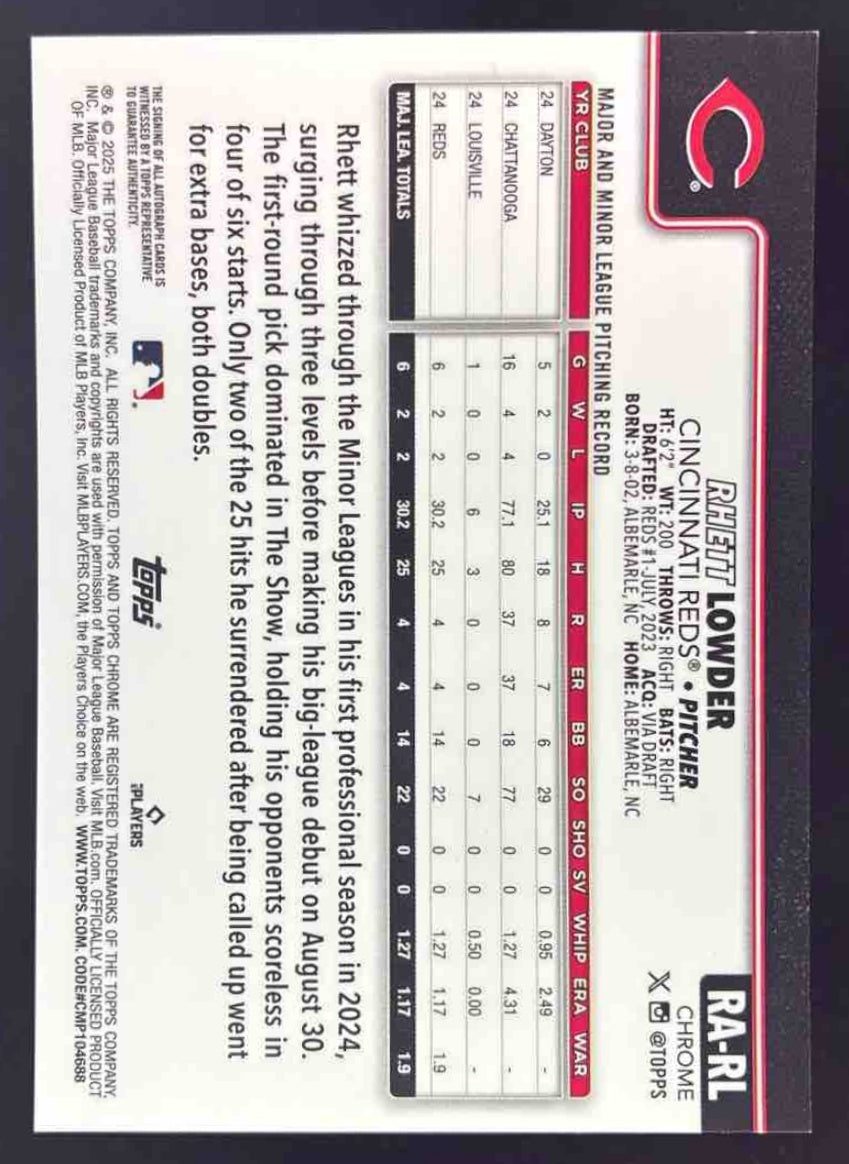 RA-RL
CHROME
X @TOPPS
C®
RHETT LOWDER
CINCINNATI REDS® • PITCHER
HT: 6'2" WT: 200 THROWS: RIGHT BATS: RIGHT
DRAFTED: REDS #1-JULY, 2023 ACQ: VIA DRAFT
BORN: 3-8-02, ALBEMARLE, NC HOME: ALBEMARLE, NC
MAJOR AND MINOR LEAGUE PITCHING RECORD
YR CLUB G W L IP H R ER BB SO SHO SV WHIP ERA WAR
24 DAYTON 5 2 0 25.1 18 8 7 6 29 0 0 0.95 2.49 -
24 CHATTANOOGA 16 4 4 77.1 80 37 37 18 77 0 0 1.27 4.31 -
24 LOUISVILLE 1 0 0 6 3 0 0 0 7 0 0 0.50 0.00 -
24 REDS 6 2 2 30.2 25 4 4 14 22 0 0 1.27 1.17 1.9
MAJ. LEA. TOTALS 6 2 2 30.2 25 4 4 14 22 0 0 1.27 1.17 1.9
Rhett whizzed through the Minor Leagues in his first professional season in 2024,
surging through three levels before making his big-league debut on August 30.
The first-round pick dominated in The Show, holding his opponents scoreless in
four of six starts. Only two of the 25 hits he surrendered after being called up went
for extra bases, both doubles.
THE SIGNING OF ALL AUTOGRAPH CARDS IS
WITNESSED BY A TOPPS REPRESENTATIVE
TO GUARANTEE AUTHENTICITY.
topps®
PLAYERS
® & © 2025 THE TOPPS COMPANY, INC. ALL RIGHTS RESERVED. TOPPS AND TOPPS CHROME ARE REGISTERED TRADEMARKS OF THE TOPPS COMPANY,
INC. Major League Baseball trademarks and copyrights are used with permission of Major League Baseball. Visit MLB.com. OFFICIALLY LICENSED PRODUCT
OF MLB. Officially Licensed Product of MLB Players, Inc. Visit MLBPLAYERS.COM, the Players Choice on the web. WWW.TOPPS.COM. CODE#CMP104688